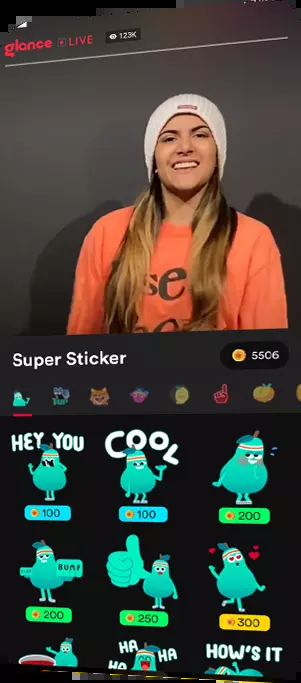 glance LIVE 123K
se
Super Sticker 5506
HEY YOU
COOL
100
100
200
BUMP
200
250
300
HA HA
HA
HOW'S IT